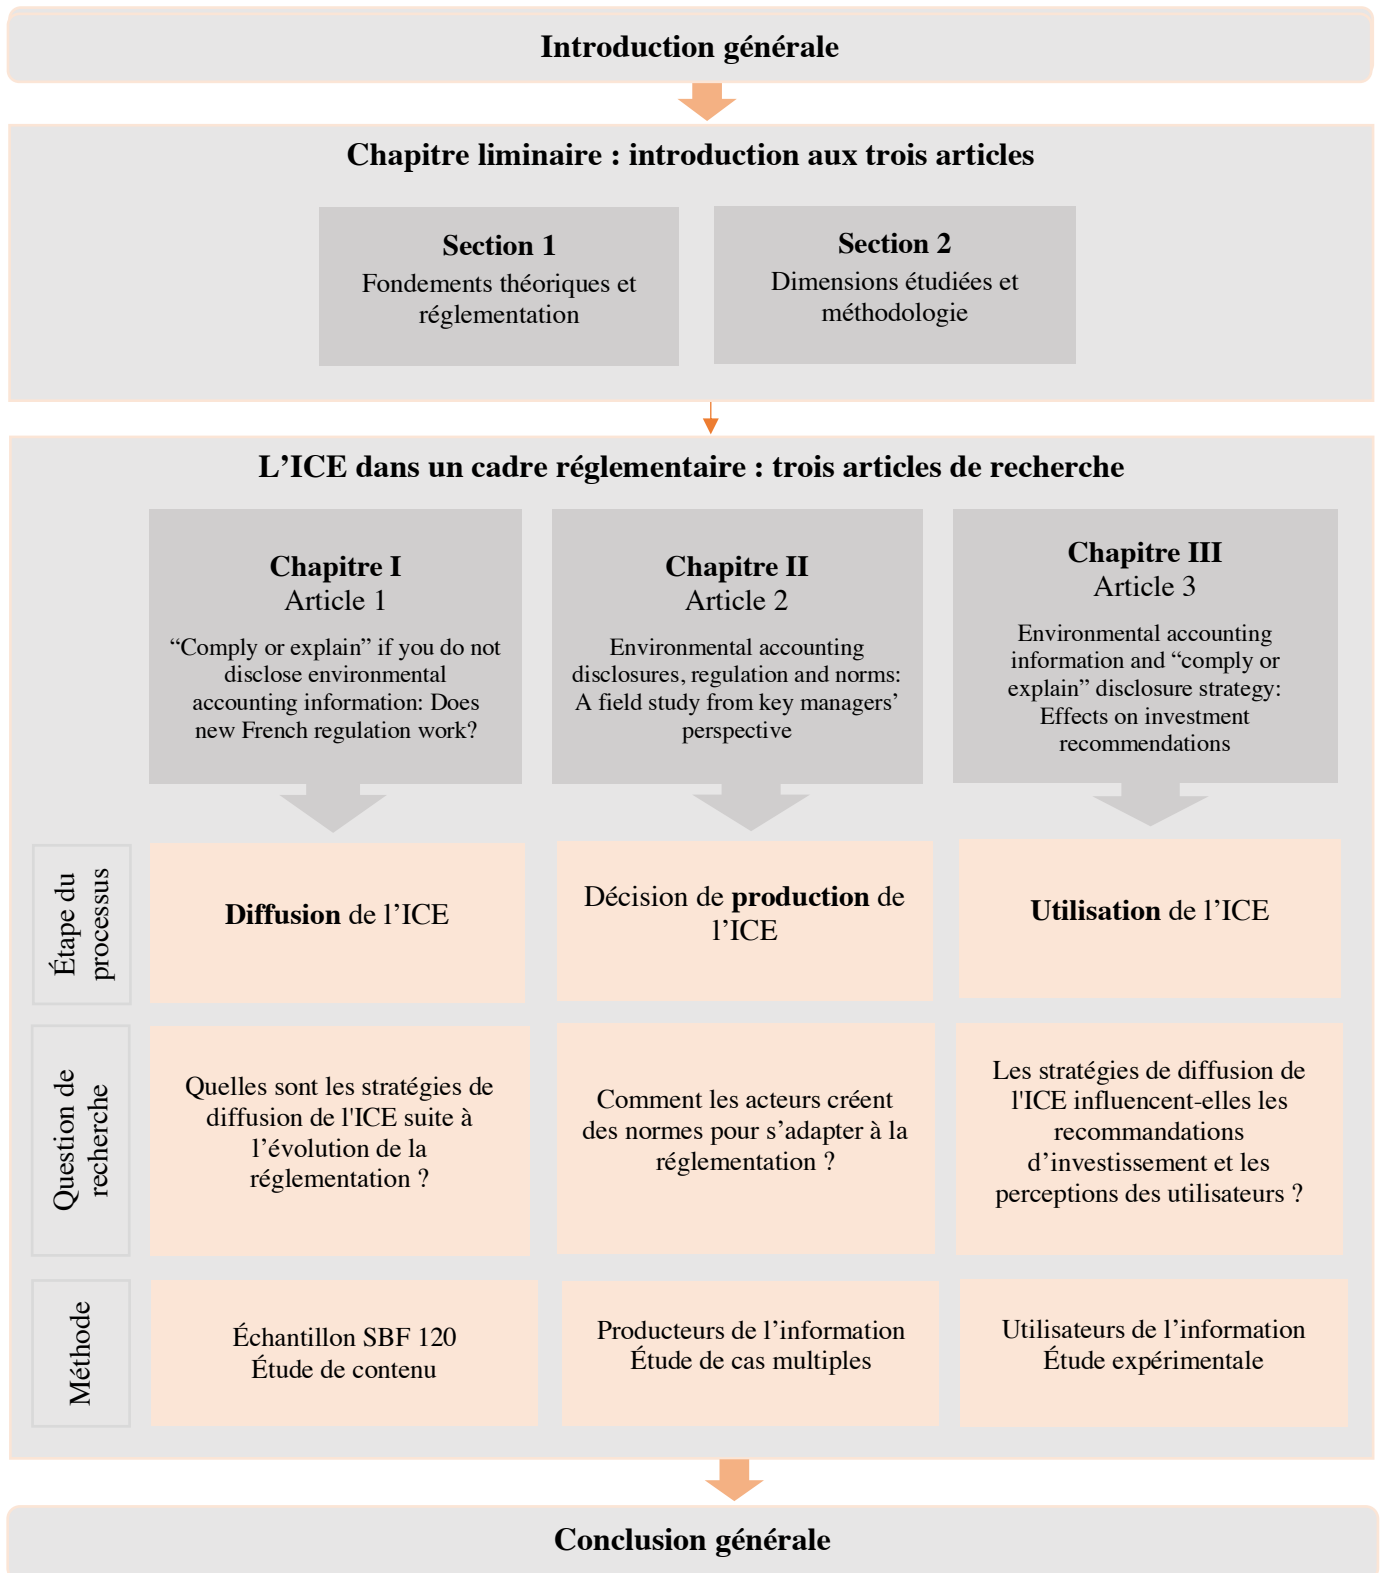 Introduction générale
Chapitre liminaire : introduction aux trois articles
Section 1
Fondements théoriques et
réglementation
Section 2
Dimensions étudiées et
méthodologie
L’ICE dans un cadre réglementaire : trois articles de recherche
Chapitre I
Article 1
“Comply or explain” if you do not
disclose environmental
accounting information: Does
new French regulation work?
Chapitre II
Article 2
Environmental accounting
disclosures, regulation and norms:
A field study from key managers’
perspective
Chapitre III
Article 3
Environmental accounting
information and “comply or
explain” disclosure strategy:
Effects on investment
recommendations
Étape du
processus
Diffusion de l’ICE
Décision de production de
l’ICE
Utilisation de l’ICE
Question de
recherche
Quelles sont les stratégies de
diffusion de l'ICE suite à
l’évolution de la
réglementation ?
Comment les acteurs créent
des normes pour s’adapter à la
réglementation ?
Les stratégies de diffusion de
l'ICE influencent-elles les
recommandations
d’investissement et les
perceptions des utilisateurs ?
Méthode
Échantillon SBF 120
Étude de contenu
Producteurs de l’information
Étude de cas multiples
Utilisateurs de l’information
Étude expérimentale
Conclusion générale